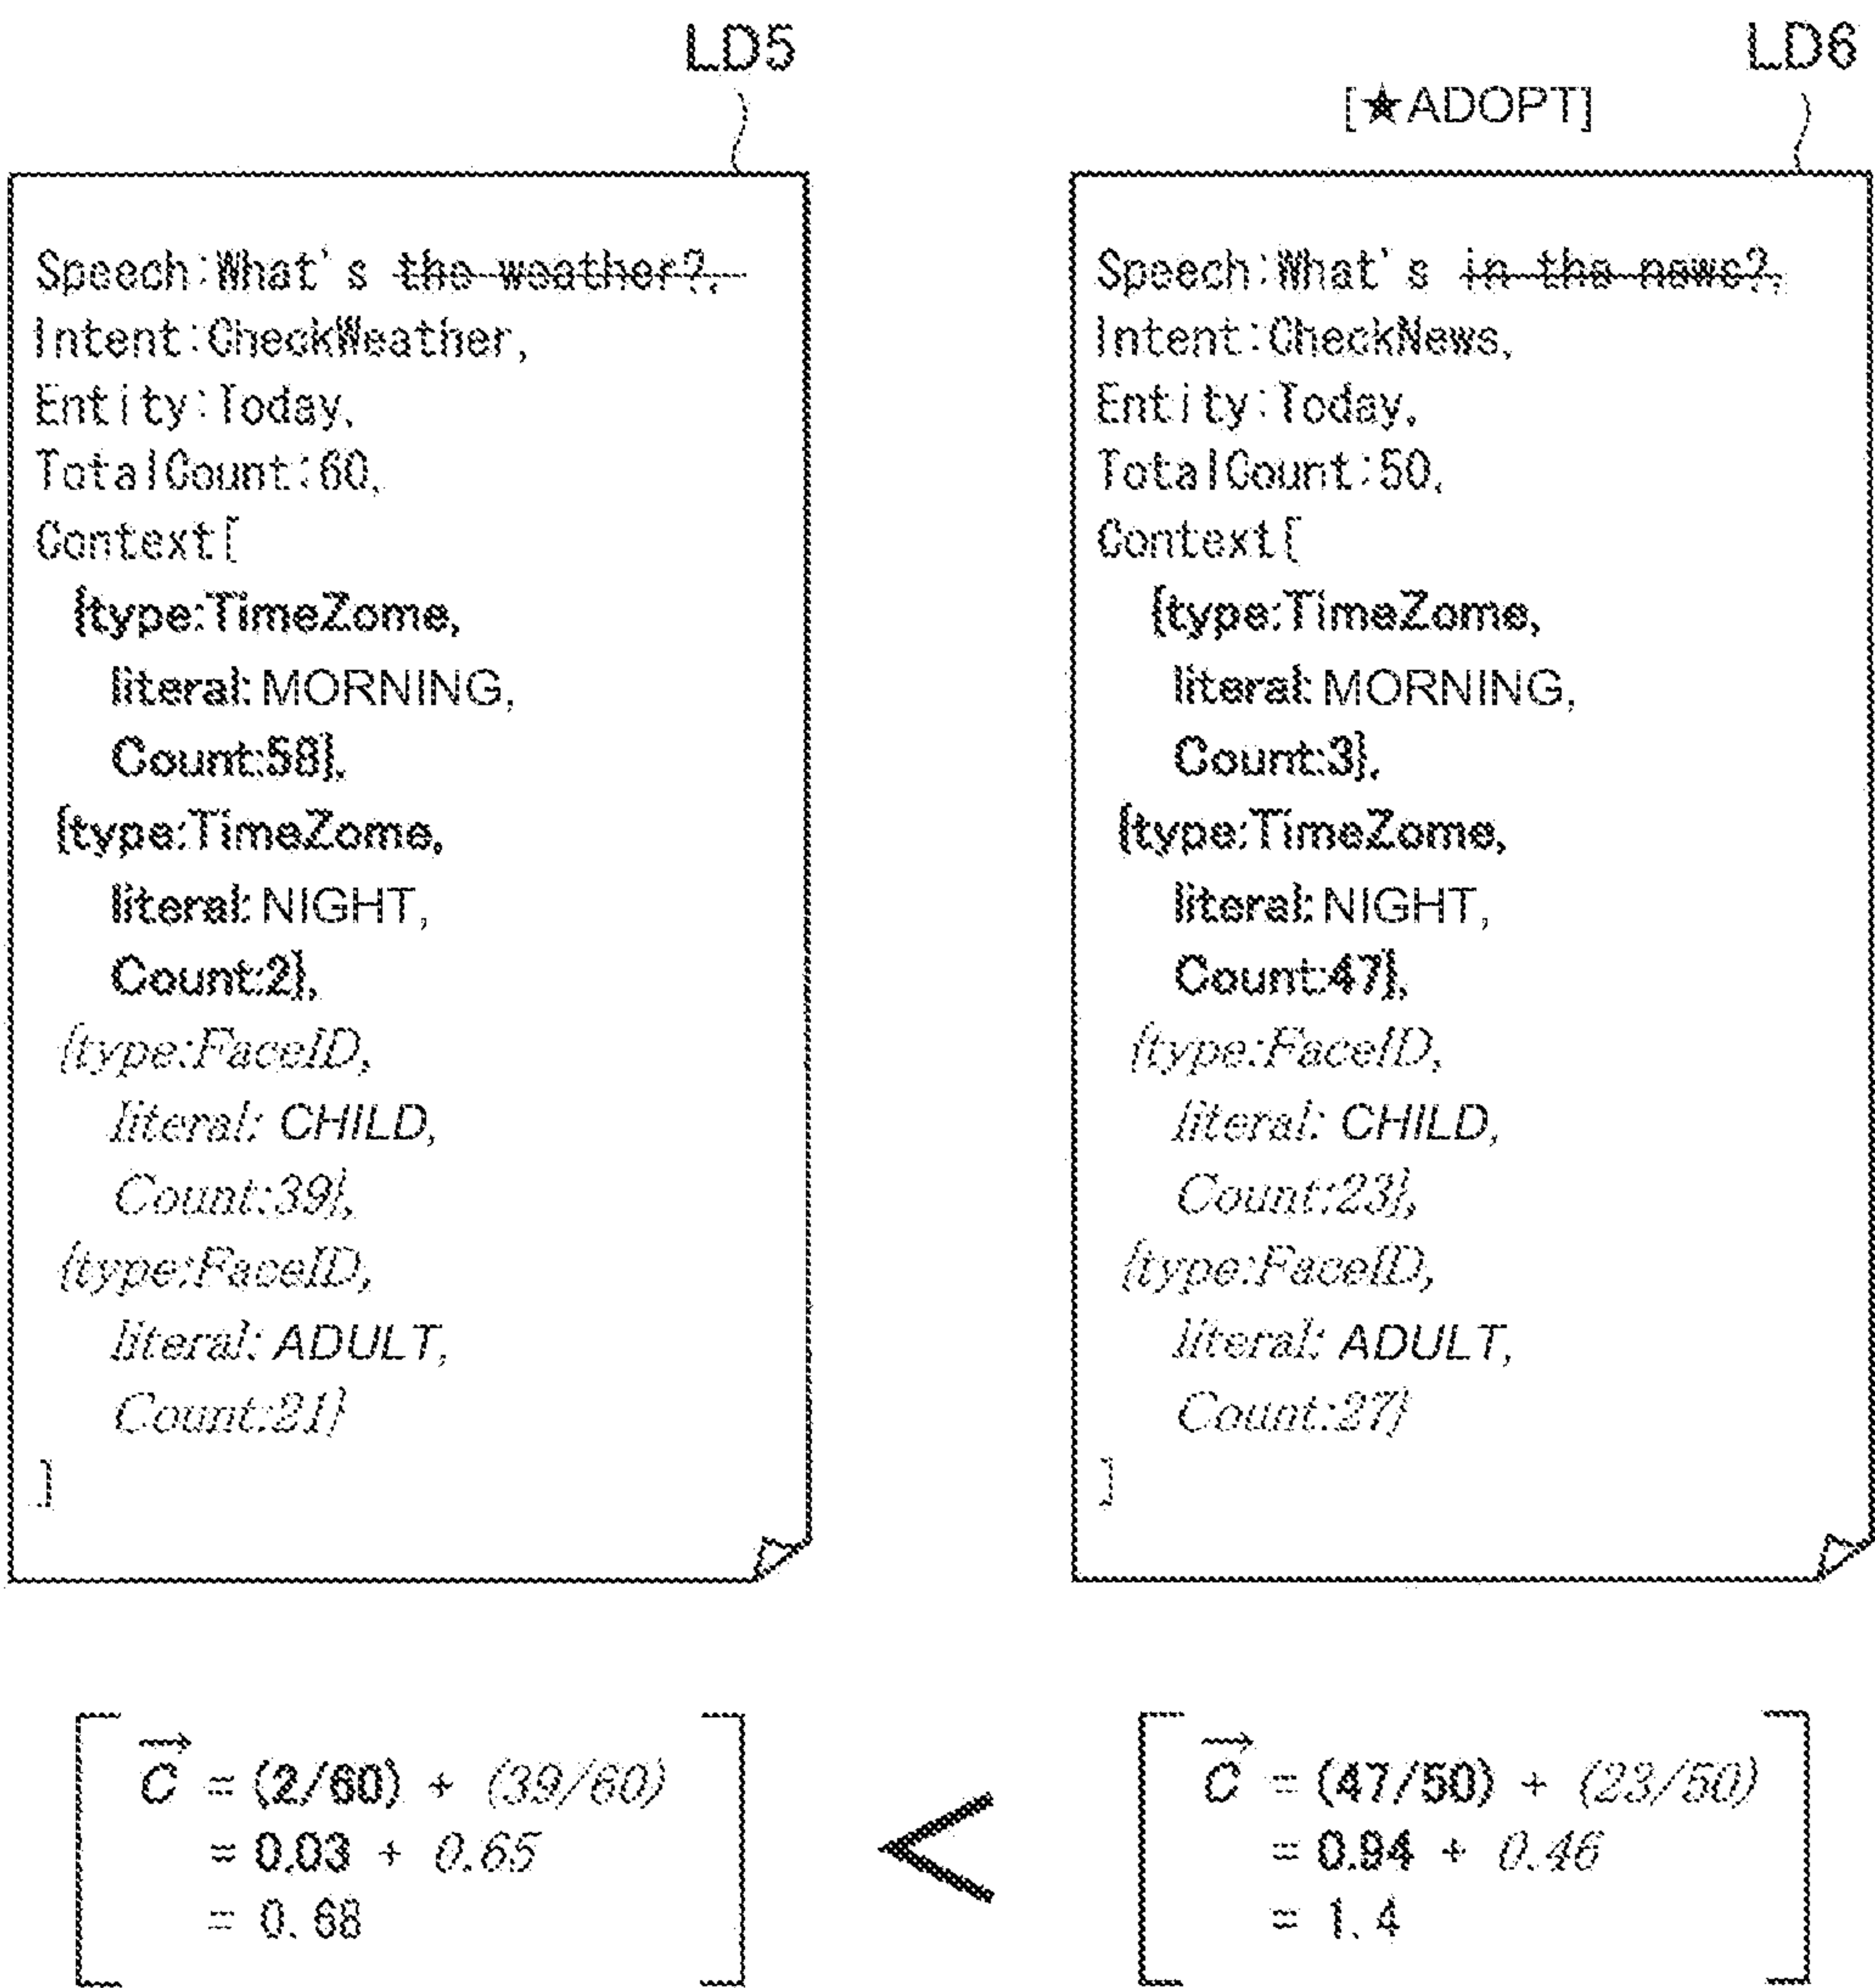 LD5
Speech:What's the weather?,
Intent:CheckWeather,
Entity:Today,
TotalCount:60,
Context[
{type:TimeZome,
literal:MORNING,
Count:58},
{type:TimeZome,
literal:NIGHT,
Count:2},
{type:FaceID,
literal: CHILD,
Count:39},
{type:FaceID,
literal: ADULT,
Count:21}
]
C = (2/60) + (39/60)
= 0.03 + 0.65
= 0.68
<
LD6
[★ADOPT]
Speech:What's in the news?,
Intent:CheckNews,
Entity:Today,
TotalCount:50,
Context[
{type:TimeZome,
literal:MORNING,
Count:3},
{type:TimeZome,
literal:NIGHT,
Count:47},
{type:FaceID,
literal: CHILD,
Count:23},
{type:FaceID,
literal: ADULT,
Count:27}
]
C = (47/50) + (23/50)
= 0.94 + 0.46
= 1.4